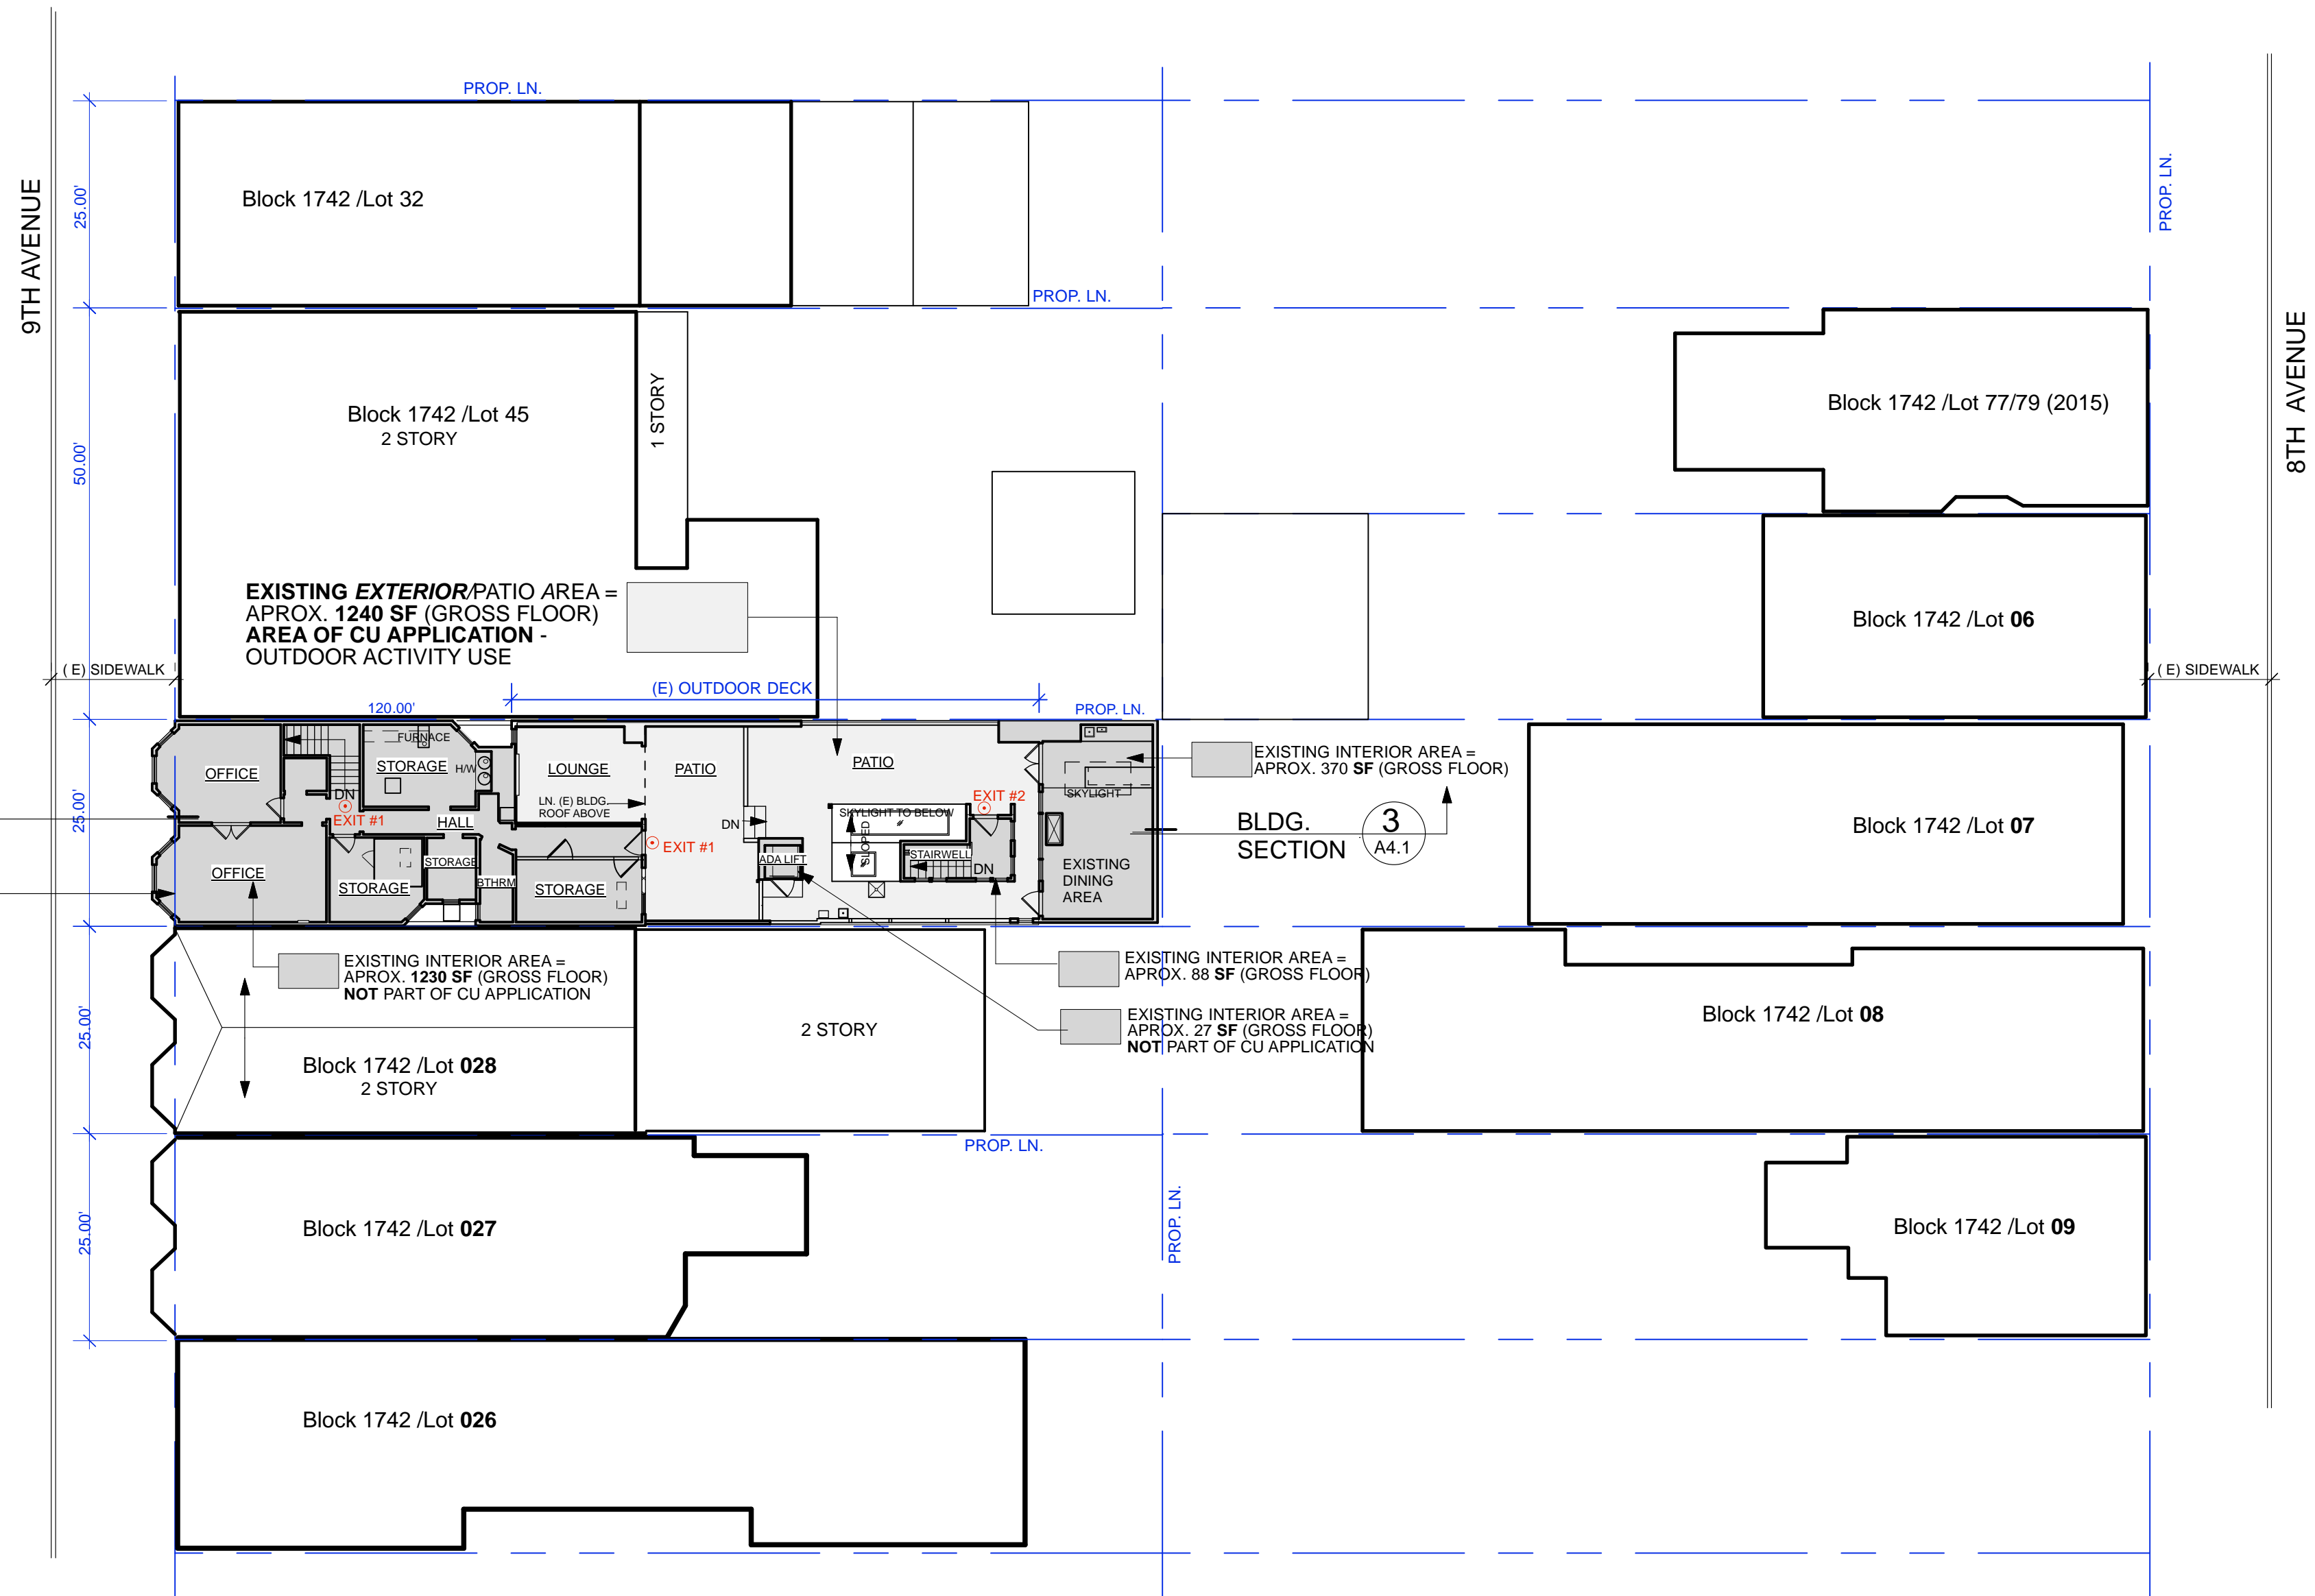 PROP. LN.
9TH AVENUE
25.00'
Block 1742 /Lot 32
PROP. LN.
PROP. LN.
8TH AVENUE
50.00'
Block 1742 /Lot 45
2 STORY
1 STORY
Block 1742 /Lot 77/79 (2015)
EXISTING EXTERIOR/PATIO AREA =
APROX. 1240 SF (GROSS FLOOR)
AREA OF CU APPLICATION -
OUTDOOR ACTIVITY USE
Block 1742 /Lot 06
( E) SIDEWALK
( E) SIDEWALK
(E) OUTDOOR DECK
120.00'
PROP. LN.
25.00'
OFFICE
DN
EXIT #1
FURNACE
STORAGE
H/W
HALL
LOUNGE
LN. (E) BLDG.
ROOF ABOVE
PATIO
EXIT #1
DN
PATIO
SKYLIGHT TO BELOW
SLOPED
EXIT #2
STAIRWELL
DN
ADA LIFT
SKYLIGHT
EXISTING
DINING
AREA
OFFICE
STORAGE
STORAGE
BTHRM
STORAGE
EXISTING INTERIOR AREA =
APROX. 370 SF (GROSS FLOOR)
BLDG.
SECTION
3
A4.1
Block 1742 /Lot 07
EXISTING INTERIOR AREA =
APROX. 1230 SF (GROSS FLOOR)
NOT PART OF CU APPLICATION
EXISTING INTERIOR AREA =
APROX. 88 SF (GROSS FLOOR)
EXISTING INTERIOR AREA =
APROX. 27 SF (GROSS FLOOR)
NOT PART OF CU APPLICATION
25.00'
2 STORY
Block 1742 /Lot 08
Block 1742 /Lot 028
2 STORY
PROP. LN.
25.00'
Block 1742 /Lot 027
PROP. LN.
Block 1742 /Lot 09
Block 1742 /Lot 026